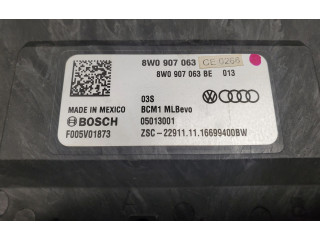 8W0 907 063 CE 0266
8W0 907 063 BE 013
MADE IN MEXICO
03S
BCM1 MLBevo
BOSCH
05013001
F005V01873
ZSC-22911.11.16699400BW